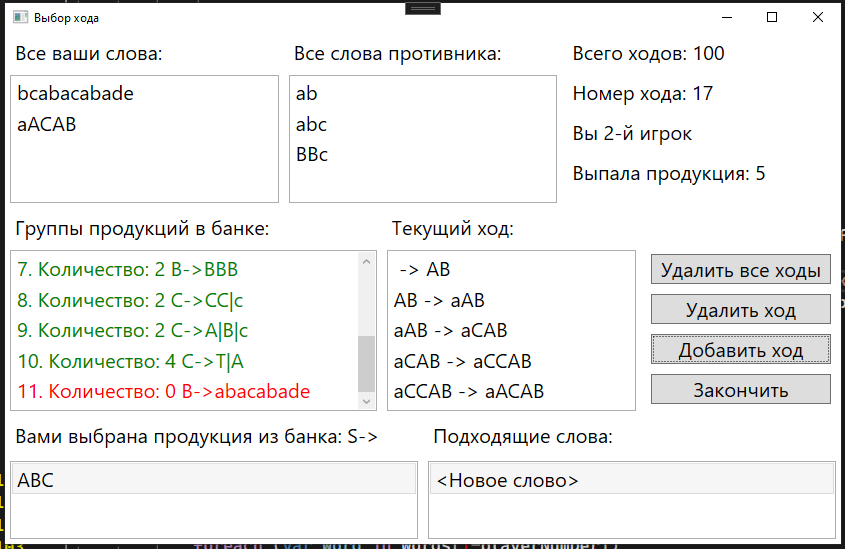 Выбор хода
Все ваши слова:
Все слова противника:
Всего ходов: 100
bcabacabade
aACAB
ab
abc
BBc
Номер хода: 17
Вы 2-й игрок
Выпала продукция: 5
Группы продукций в банке:
Текущий ход:
7. Количество: 2 B->BBB
8. Количество: 2 C->CC|c
9. Количество: 2 C->A|B|c
10. Количество: 4 C->T|A
11. Количество: 0 B->abacabade
-> AB
AB -> aAB
aAB -> aCAB
aCAB -> aCCAB
aCCAB -> aACAB
Удалить все ходы
Удалить ход
Добавить ход
Закончить
Вами выбрана продукция из банка: S->
Подходящие слова:
ABC
<Новое слово>